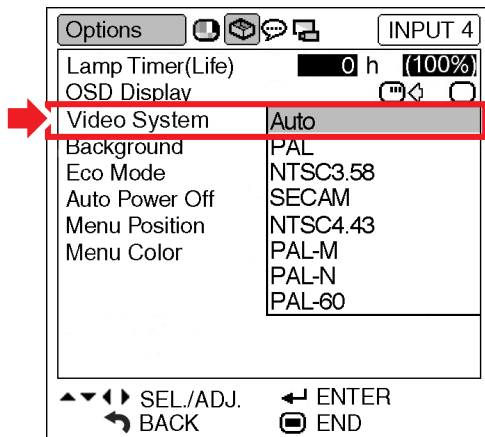 Options INPUT 4
Lamp Timer(Life) 0 h (100%)
OSD Display
Video System Auto
Background PAL
Eco Mode NTSC3.58
Auto Power Off SECAM
Menu Position NTSC4.43
Menu Color PAL-M
PAL-N
PAL-60
SEL./ADJ. ENTER
BACK END